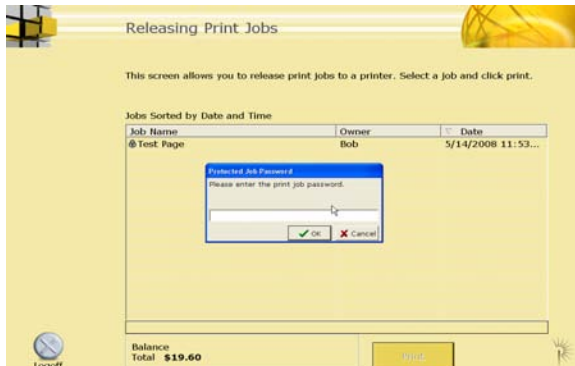 Releasing Print Jobs
This screen allows you to release print jobs to a printer. Select a job and click print.
Jobs Sorted by Date and Time
Job Name Owner Date
Test Page Bob 5/14/2008 11:53...
Protected Job Password
Please enter the print job password.
OK Cancel
Balance
Total $19.60
Print
Logoff